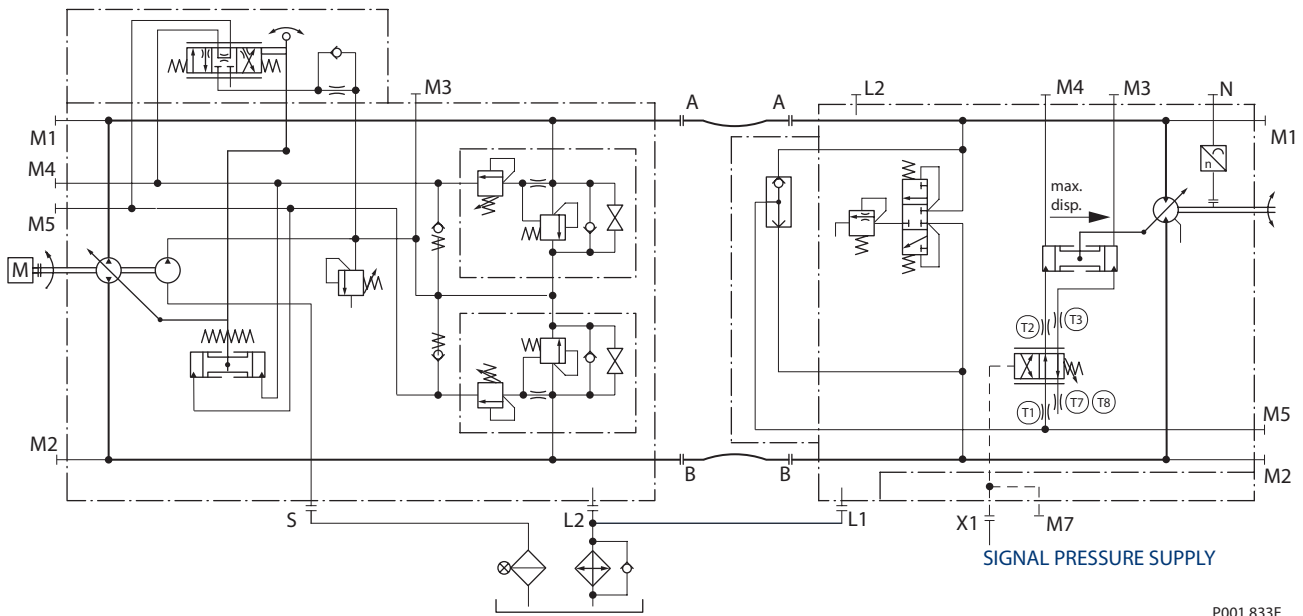 M3
A
A
L2
M4
M3
N
M1
M1
M4
M5
n
max.
disp.
M
T2
T3
T1
T7
T8
M5
M2
M2
B
B
S
L2
L1
X1
M7
SIGNAL PRESSURE SUPPLY
P001 833E